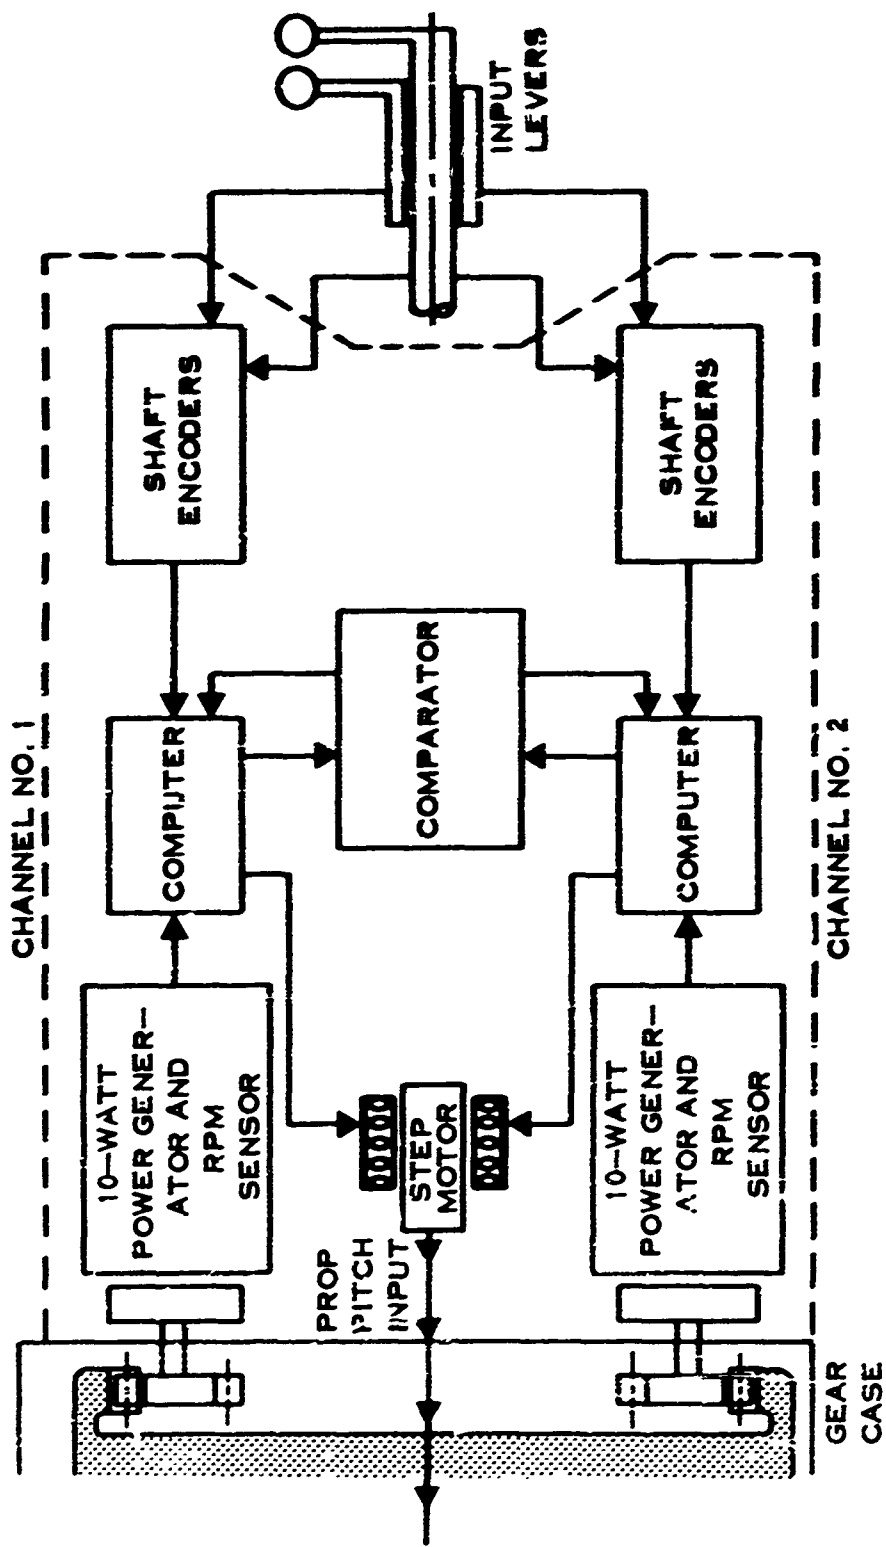 CHANNEL NO. 1
10-WATT
POWER GENER-
ATOR AND
RPM
SENSOR
COMPUTER
SHAFT
ENCODERS
PROP
PITCH
INPUT
STEP
MOTOR
COMPARATOR
INPUT
LEVERS
10-WATT
POWER GENER-
ATOR AND
RPM
SENSOR
COMPUTER
SHAFT
ENCODERS
GEAR
CASE
CHANNEL NO. 2